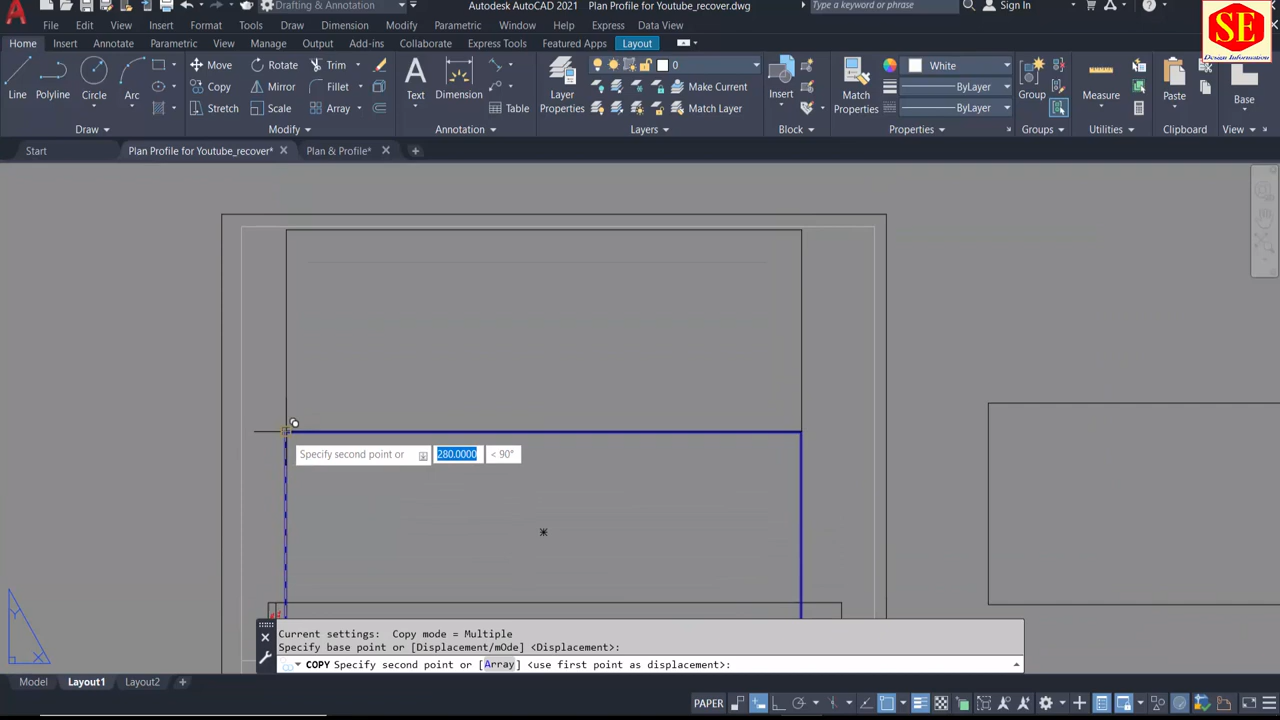 Drafting & Annotation
Autodesk AutoCAD 2021 Plan Profile for Youtube_recover.dwg
Type a keyword or phrase
Sign In
SE
Design Information
File Edit View Insert Format Tools Draw Dimension Modify Parametric Window Help Express Data View
Home Insert Annotate Parametric View Manage Output Add-ins Collaborate Express Tools Featured Apps Layout
Line Polyline Circle Arc
Move Rotate Trim
Copy Mirror Fillet
Stretch Scale Array
Text Dimension Table
Layer Properties
0
Make Current
Match Layer
Insert
Match Properties
White
ByLayer
ByLayer
Group Measure Paste Base
Draw Modify Annotation Layers Block Properties Groups Utilities Clipboard View
Start Plan Profile for Youtube_recover* Plan & Profile*
Specify second point or 280.0000 < 90°
Current settings: Copy mode = Multiple
Specify base point or [Displacement/mOde] <Displacement>:
COPY Specify second point or [Array] <use first point as displacement>:
Y
X
Model Layout1 Layout2
PAPER